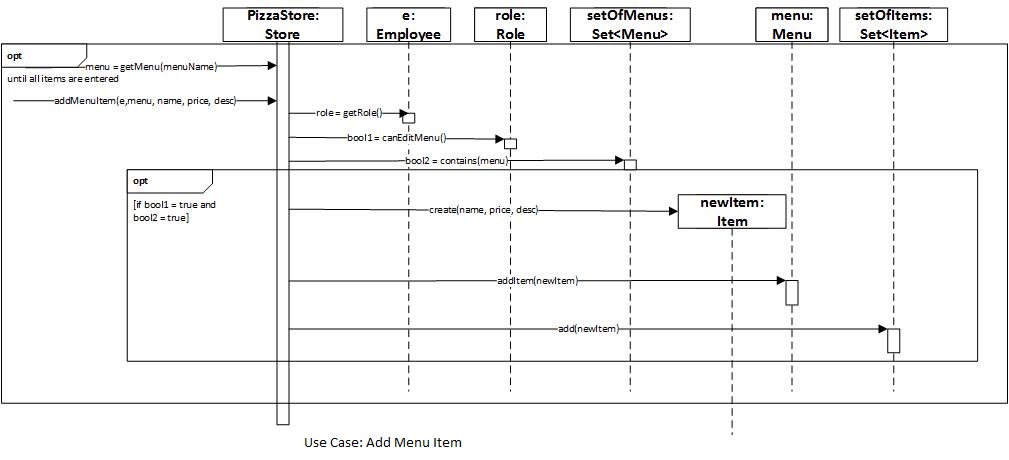 PizzaStore:
Store
e:
Employee
role:
Role
setOfMenus:
Set<Menu>
menu:
Menu
setOfItems:
Set<Item>
opt
menu = getMenu(menuName)
until all items are entered
addMenuItem(e,menu, name, price, desc)
role = getRole()
bool1 = canEditMenu()
bool2 = contains(menu)
opt
[if bool1 = true and
bool2 = true]
create(name, price, desc)
newItem:
Item
addItem(newItem)
add(newItem)
Use Case: Add Menu Item